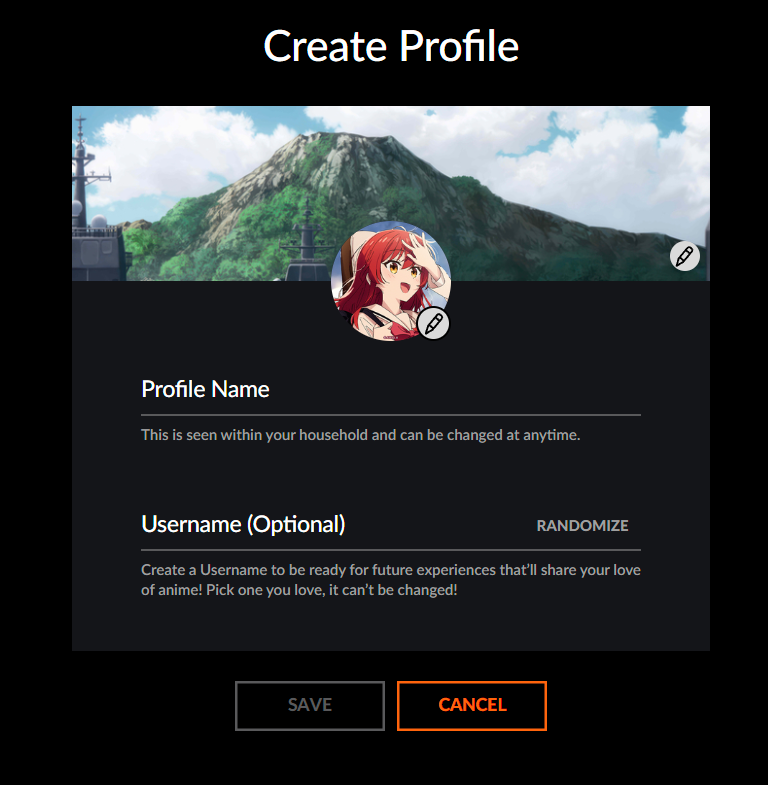 Create Profile
Profile Name
This is seen within your household and can be changed at anytime.
Username (Optional)
RANDOMIZE
Create a Username to be ready for future experiences that’ll share your love
of anime! Pick one you love, it can’t be changed!
SAVE
CANCEL